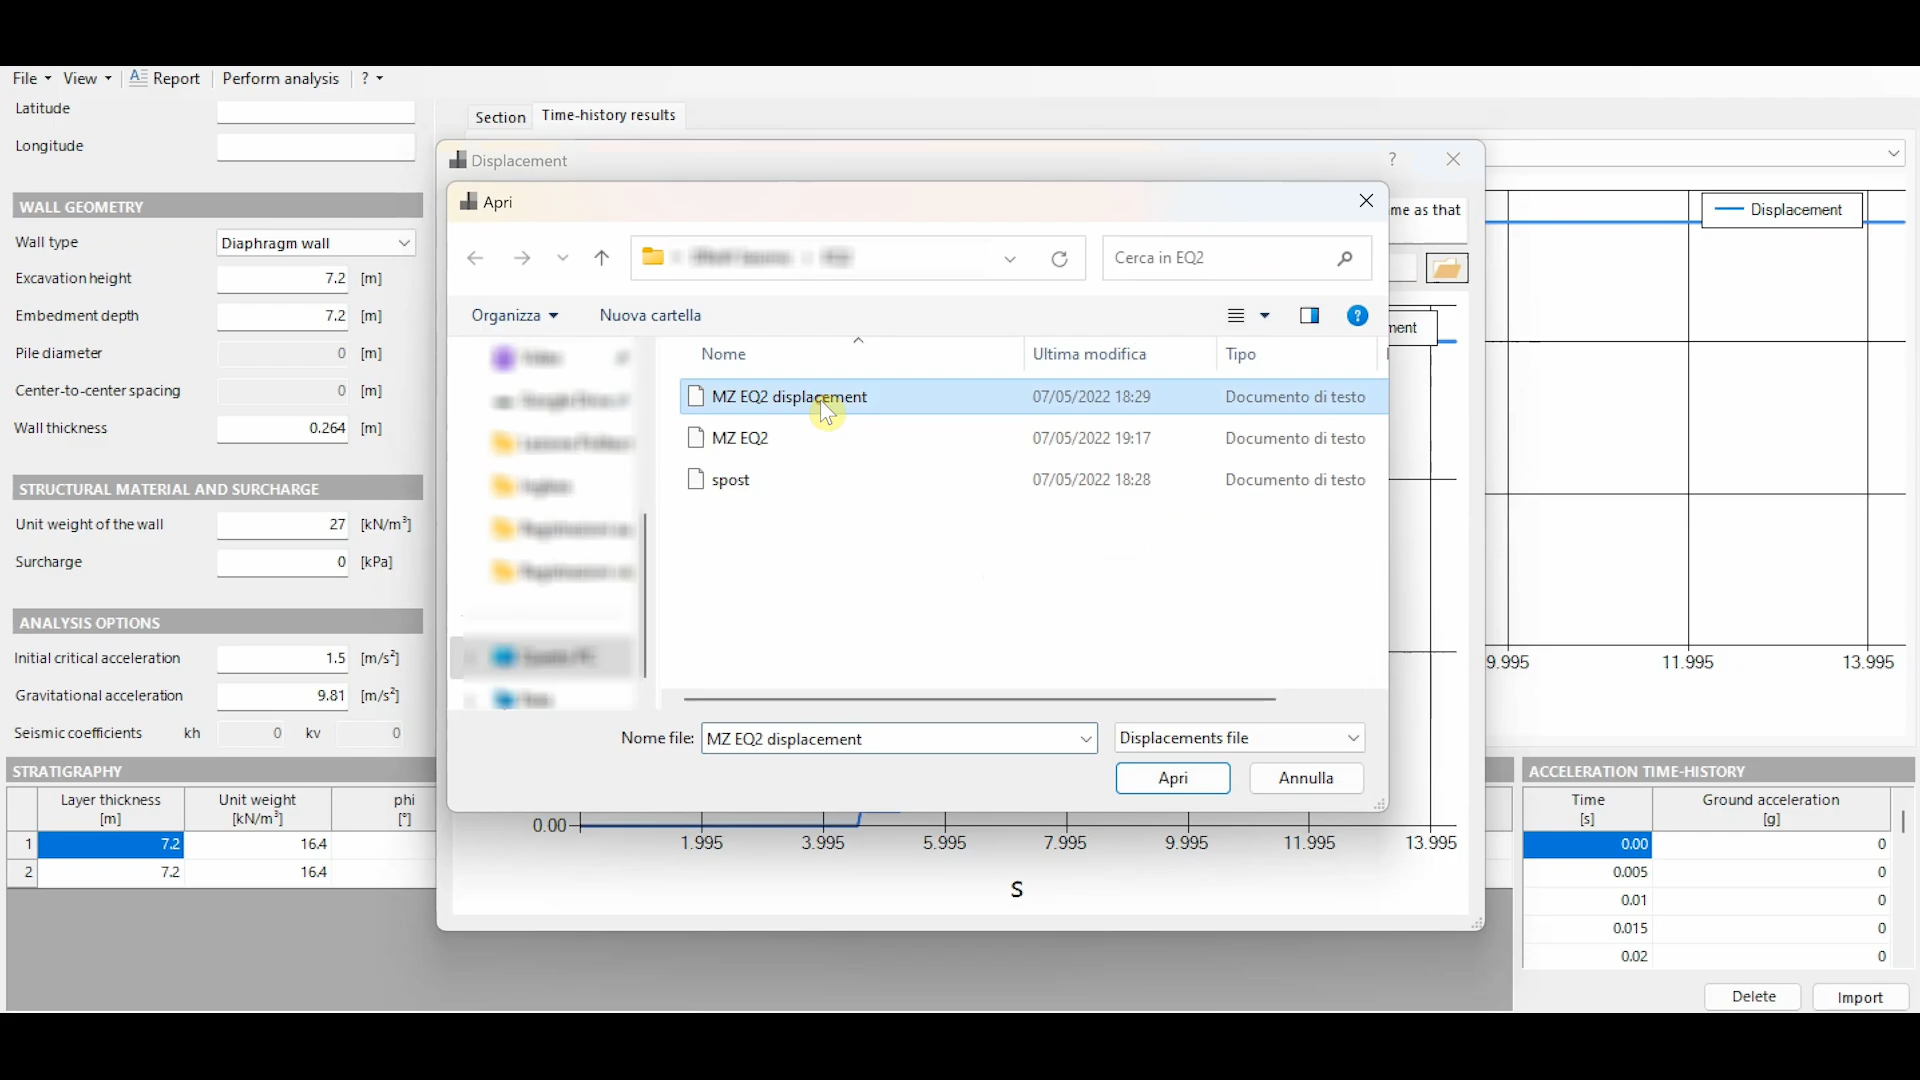 File View Report Perform analysis ?
Latitude
Longitude
WALL GEOMETRY
Wall type Diaphragm wall
Excavation height 7.2 [m]
Embedment depth 7.2 [m]
Pile diameter 0 [m]
Center-to-center spacing 0 [m]
Wall thickness 0.264 [m]
STRUCTURAL MATERIAL AND SURCHARGE
Unit weight of the wall 27 [kN/m³]
Surcharge 0 [kPa]
ANALYSIS OPTIONS
Initial critical acceleration 1.5 [m/s²]
Gravitational acceleration 9.81 [m/s²]
Seismic coefficients kh 0 kv 0
STRATIGRAPHY
Layer thickness Unit weight phi
[m] [kN/m³] [°]
1 7.2 16.4
2 7.2 16.4
Section Time-history results
Displacement ?
me as that
ment
Apri
EQ2
Cerca in EQ2
Organizza Nuova cartella ?
Nome Ultima modifica Tipo
MZ EQ2 displacement 07/05/2022 18:29 Documento di testo
MZ EQ2 07/05/2022 19:17 Documento di testo
spost 07/05/2022 18:28 Documento di testo
Nome file: MZ EQ2 displacement Displacements file
Apri Annulla
0.00
1.995 3.995 5.995 7.995 9.995 11.995 13.995
S
Displacement
9.995 11.995 13.995
ACCELERATION TIME-HISTORY
Time Ground acceleration
[s] [g]
0.00 0
0.005 0
0.01 0
0.015 0
0.02 0
Delete Import